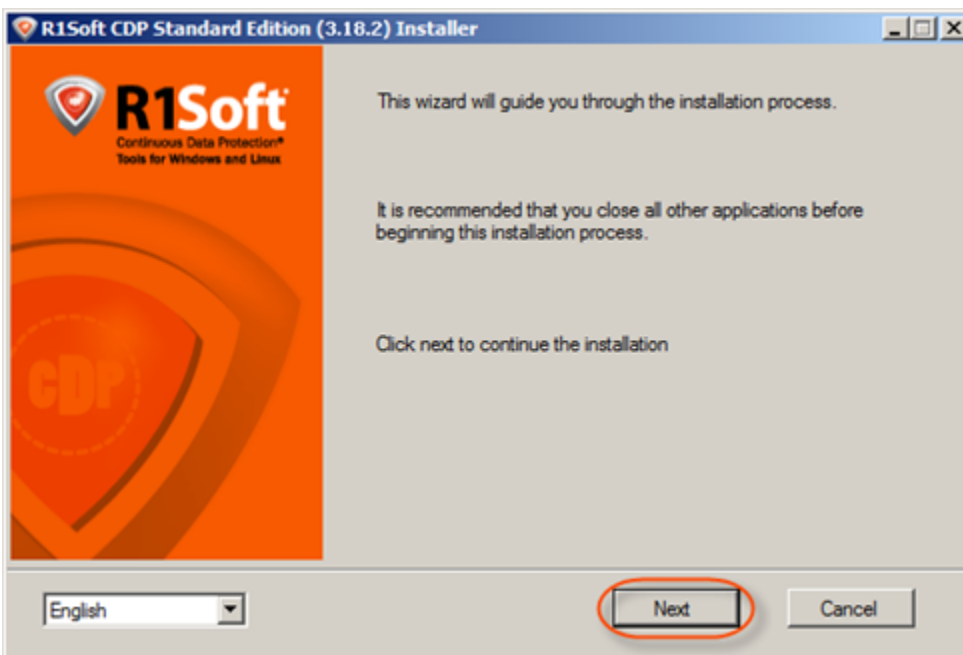 R1Soft CDP Standard Edition (3.18.2) Installer
R1Soft
Continuous Data Protection®
Tools for Windows and Linux
CDP
This wizard will guide you through the installation process.
It is recommended that you close all other applications before
beginning this installation process.
Click next to continue the installation
English
Next
Cancel